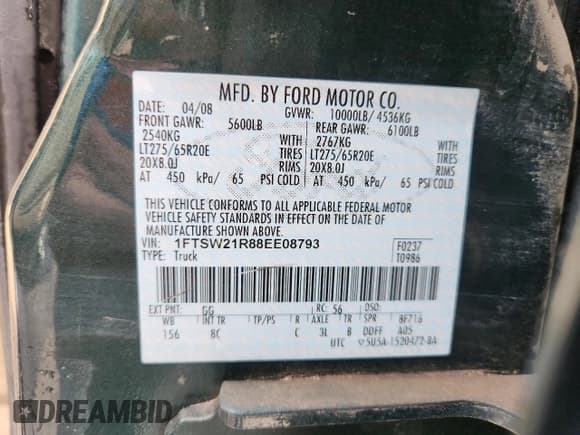 MFD. BY FORD MOTOR CO.
DATE: 04/08 GVWR: 10000LB/ 4536KG
FRONT GAWR: 5600LB REAR GAWR: 6100LB
2540KG WITH 2767KG WITH
LT275/65R20E TIRES LT275/65R20E TIRES
20X8.0J RIMS 20X8.0J RIMS
AT 450 kPa/ 65 PSI COLD AT 450 kPa/ 65 PSI COLD
THIS VEHICLE CONFORMS TO ALL APPLICABLE FEDERAL MOTOR
VEHICLE SAFETY STANDARDS IN EFFECT ON THE DATE OF
MANUFACTURE SHOWN ABOVE.
VIN: 1FTSW21R88EE08793 F0237
TYPE: Truck T0986
EXT PNT: GG RC: 56 DSO:
WB INT TR TP/PS R AXLE TR SPR 8F716
156 8C C 3L B DDFF A05
UTC 5U5A-1520472-BA
DREAMBID